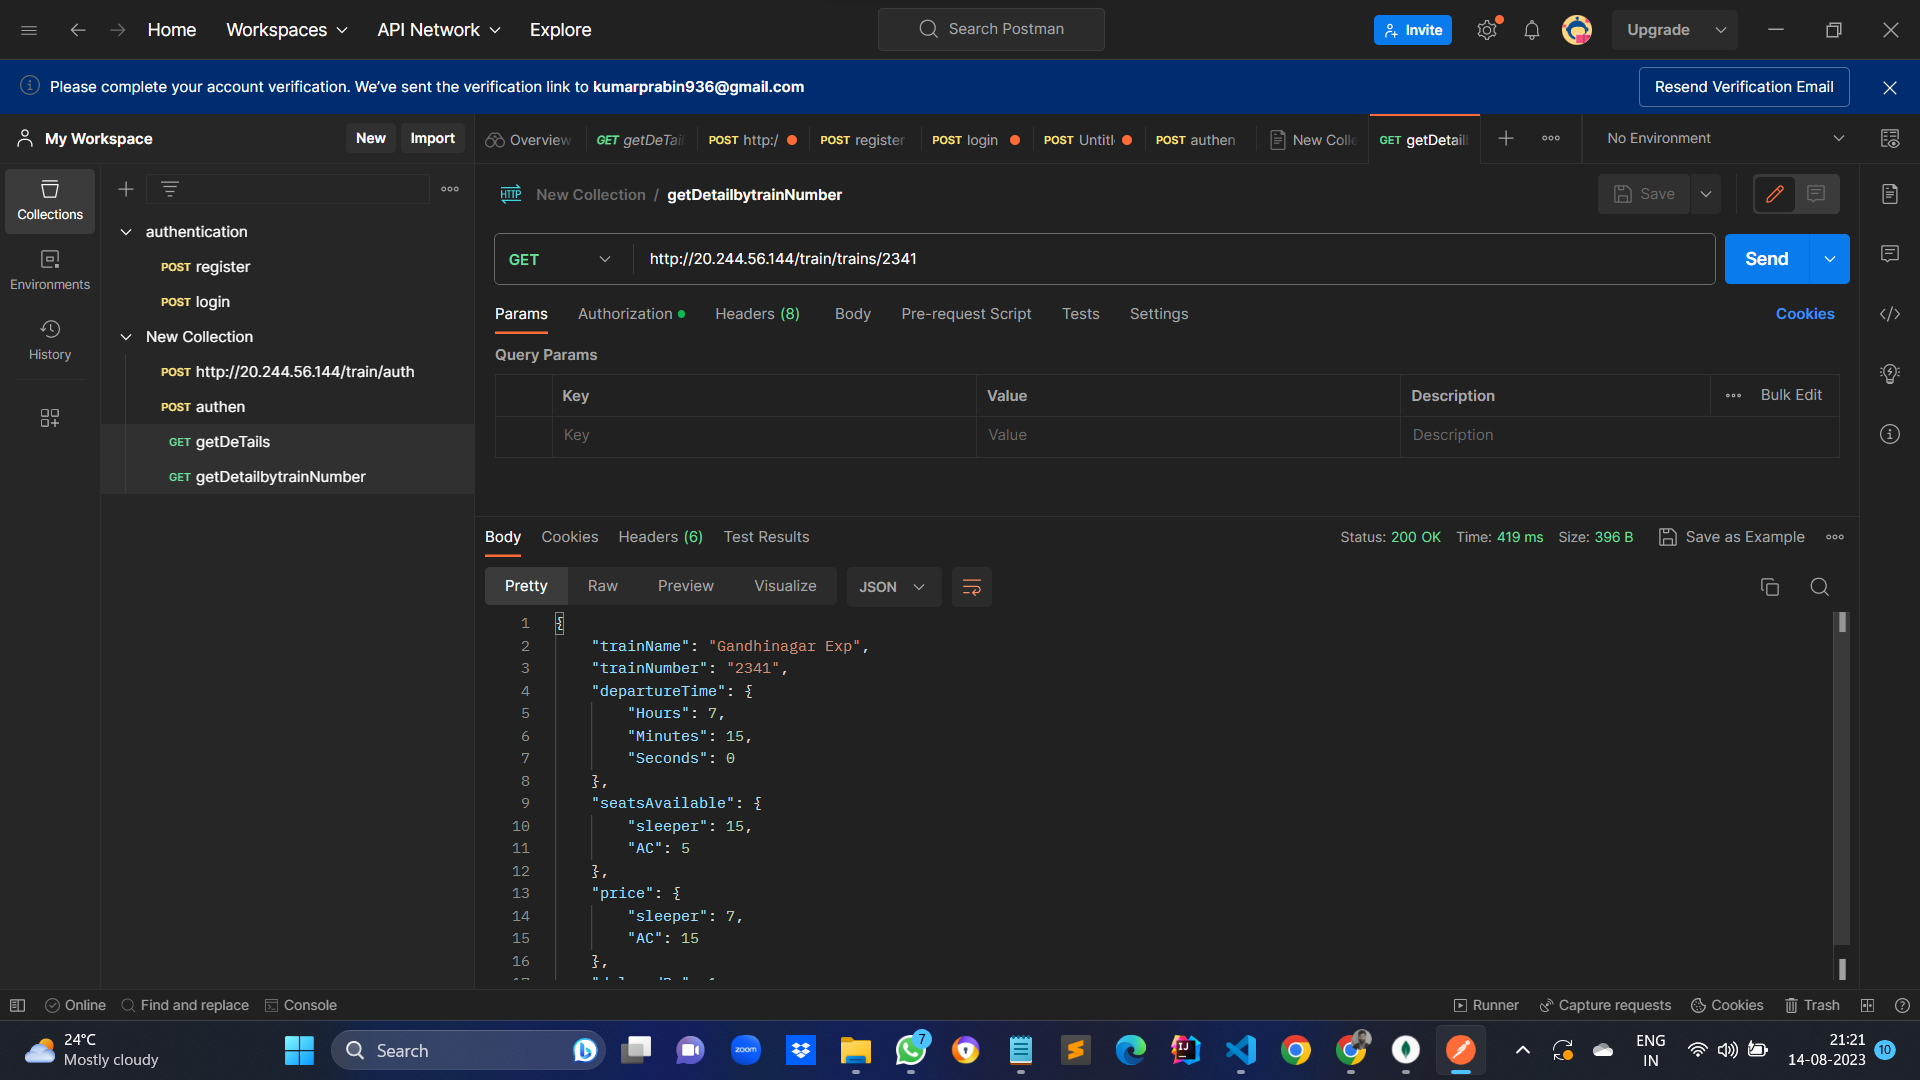 Home Workspaces API Network Explore Search Postman Invite Upgrade
Please complete your account verification. We've sent the verification link to kumarprabin936@gmail.com Resend Verification Email
My Workspace New Import Overview GET getDeTail POST http:/ POST register POST login POST Untitl POST authen New Colle GET getDetail No Environment
Collections
Environments
History
authentication
POST register
POST login
New Collection
POST http://20.244.56.144/train/auth
POST authen
GET getDeTails
GET getDetailbytrainNumber
HTTP New Collection / getDetailbytrainNumber Save
GET http://20.244.56.144/train/trains/2341 Send
Params Authorization Headers (8) Body Pre-request Script Tests Settings Cookies
Query Params
Key Value Description Bulk Edit
Key Value Description
Body Cookies Headers (6) Test Results Status: 200 OK Time: 419 ms Size: 396 B Save as Example
Pretty Raw Preview Visualize JSON
1 {
2 "trainName": "Gandhinagar Exp",
3 "trainNumber": "2341",
4 "departureTime": {
5 "Hours": 7,
6 "Minutes": 15,
7 "Seconds": 0
8 },
9 "seatsAvailable": {
10 "sleeper": 15,
11 "AC": 5
12 },
13 "price": {
14 "sleeper": 7,
15 "AC": 15
16 },
Online Find and replace Console Runner Capture requests Cookies Trash
24°C
Mostly cloudy
Search
zoom
7
IJ
ENG
IN
21:21
14-08-2023
10